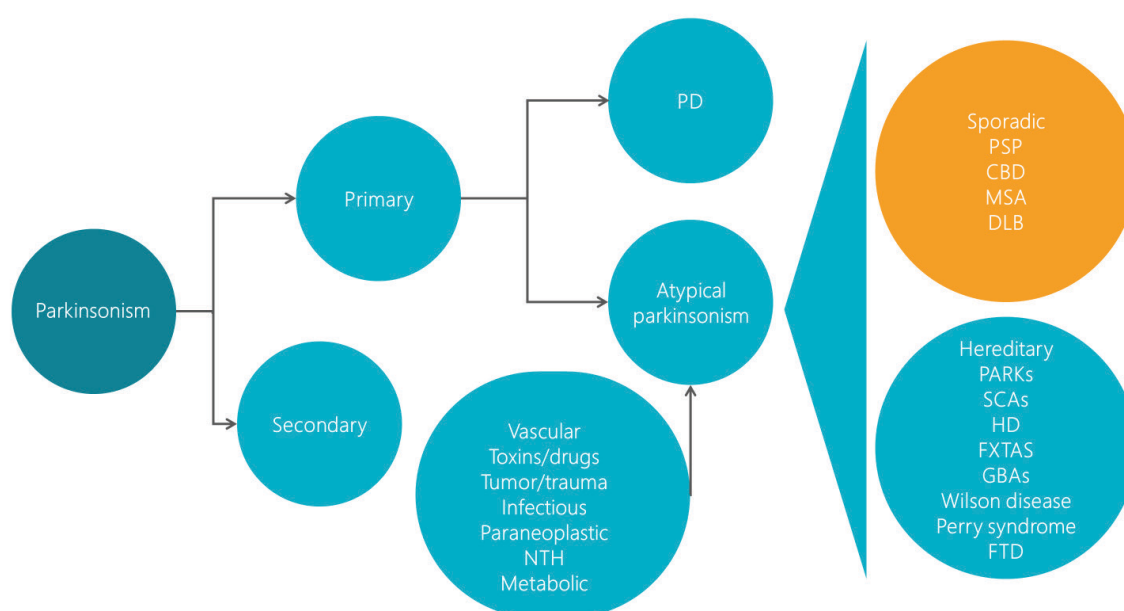 Parkinsonism
Primary
Secondary
PD
Atypical
parkinsonism
Vascular
Toxins/drugs
Tumor/trauma
Infectious
Paraneoplastic
NTH
Metabolic
Sporadic
PSP
CBD
MSA
DLB
Hereditary
PARKs
SCAs
HD
FXTAS
GBAs
Wilson disease
Perry syndrome
FTD